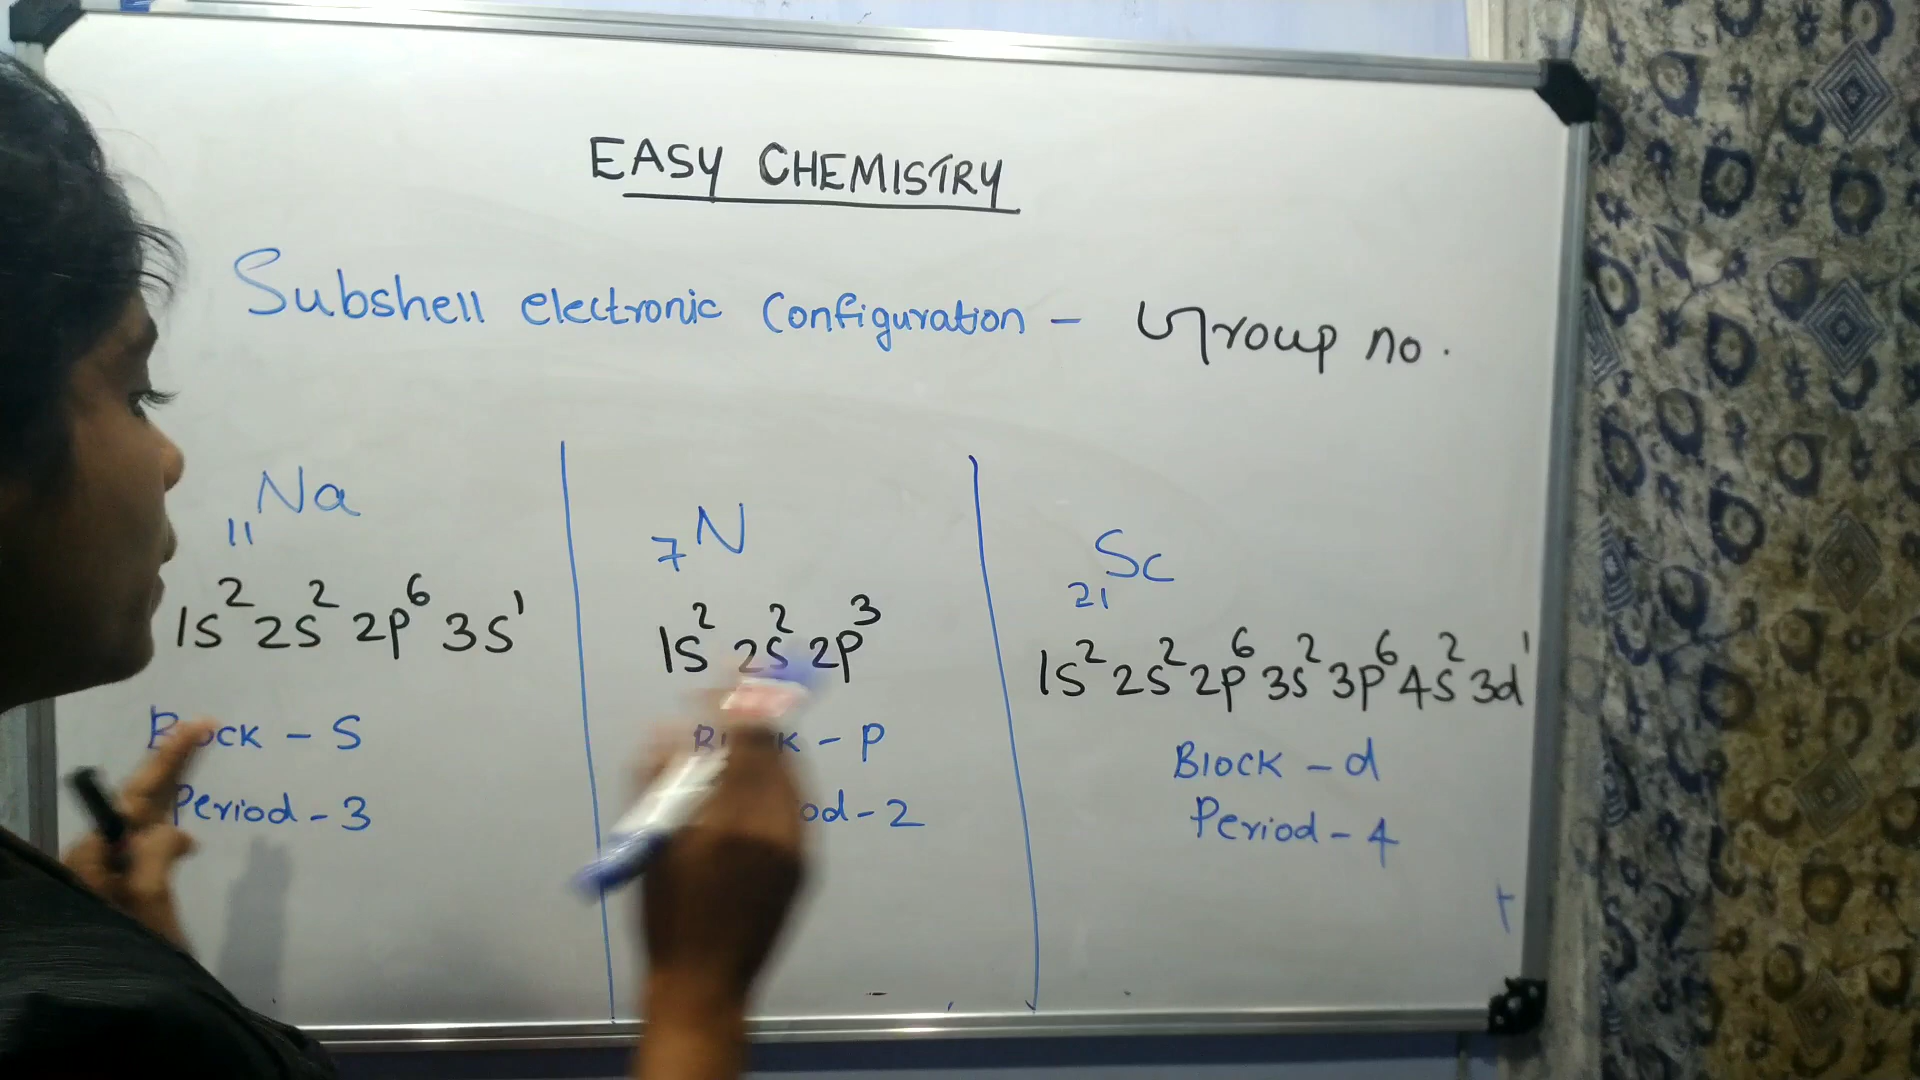 EASY CHEMISTRY
Subshell electronic Configuration - Group no.
₁₁Na
1s² 2s² 2p⁶ 3s¹
Block - S
Period - 3
₇N
1s² 2s² 2p³
- P
- 2
₂₁Sc
1s² 2s² 2p⁶ 3s² 3p⁶ 4s² 3d¹
Block - d
Period - 4